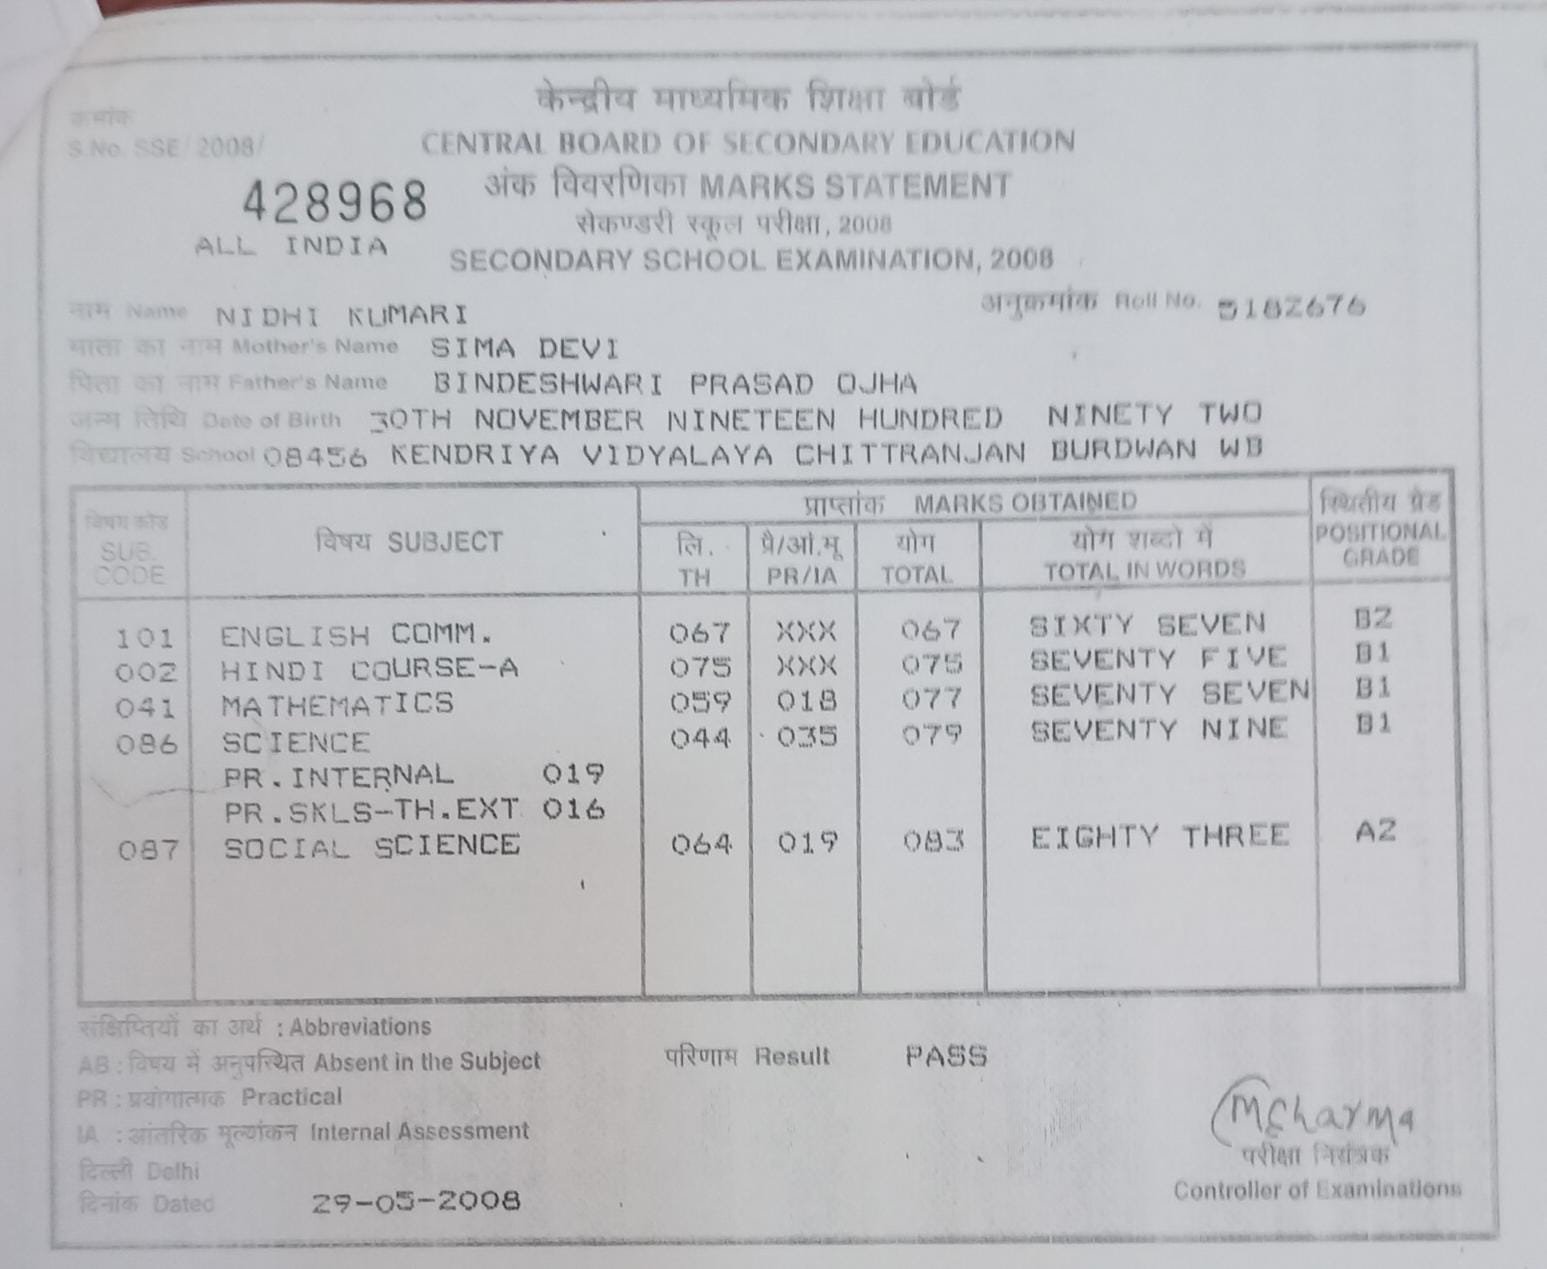 केन्द्रीय माध्यमिक शिक्षा बोर्ड
क्रमांक
S.No. SSE/2008/
CENTRAL BOARD OF SECONDARY EDUCATION
428968
अंक विवरणिका MARKS STATEMENT
सेकण्डरी स्कूल परीक्षा, 2008
ALL INDIA
SECONDARY SCHOOL EXAMINATION, 2008
नाम Name NIDHI KUMARI अनुक्रमांक Roll No. 5182676
माता का नाम Mother's Name SIMA DEVI
पिता का नाम Father's Name BINDESHWARI PRASAD OJHA
जन्म तिथि Date of Birth 30TH NOVEMBER NINETEEN HUNDRED NINETY TWO
विद्यालय School 08456 KENDRIYA VIDYALAYA CHITTRANJAN BURDWAN WB
विषय कोड SUB. CODE
विषय SUBJECT
प्राप्तांक MARKS OBTAINED
लि. TH
प्रै/आं.मू PR/IA
योग TOTAL
योग शब्दो में TOTAL IN WORDS
स्थितीय ग्रेड POSITIONAL GRADE
101 ENGLISH COMM. 067 XXX 067 SIXTY SEVEN B2
002 HINDI COURSE-A 075 XXX 075 SEVENTY FIVE B1
041 MATHEMATICS 059 018 077 SEVENTY SEVEN B1
086 SCIENCE 044 035 079 SEVENTY NINE B1
PR.INTERNAL 019
PR.SKLS-TH.EXT 016
087 SOCIAL SCIENCE 064 019 083 EIGHTY THREE A2
संक्षिप्तियों का अर्थ : Abbreviations
AB : विषय में अनुपस्थित Absent in the Subject
परिणाम Result PASS
PR : प्रयोगात्मक Practical
IA : आंतरिक मूल्यांकन Internal Assessment
MCSharma
दिल्ली Delhi
परीक्षा नियंत्रक
दिनांक Dated 29-05-2008
Controller of Examinations